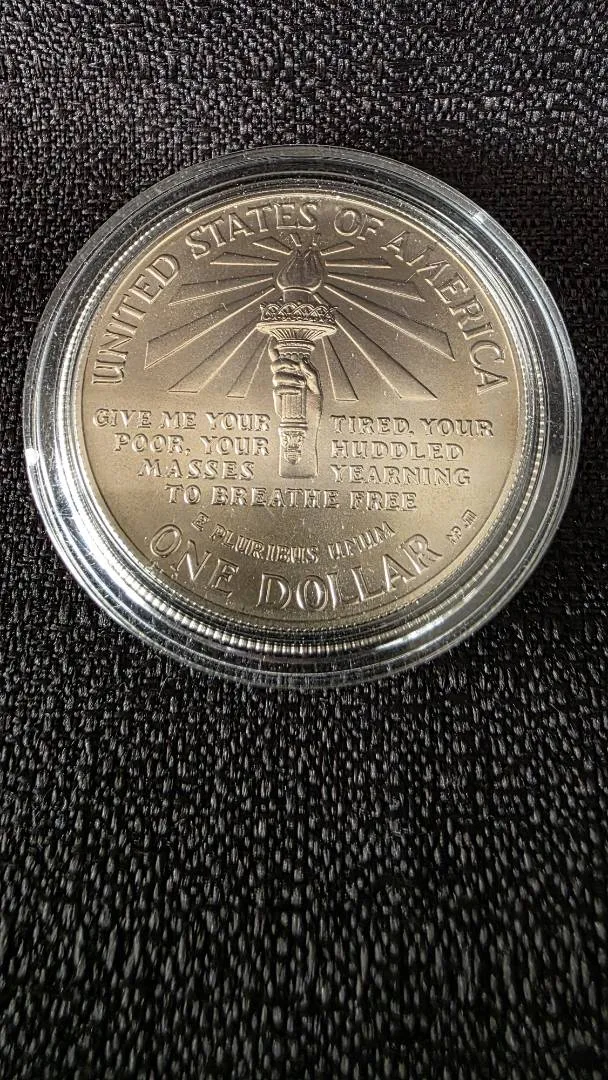 UNITED STATES OF AMERICA
GIVE ME YOUR TIRED, YOUR
POOR, YOUR HUDDLED
MASSES YEARNING
TO BREATHE FREE
E PLURIBUS UNUM
ONE DOLLAR